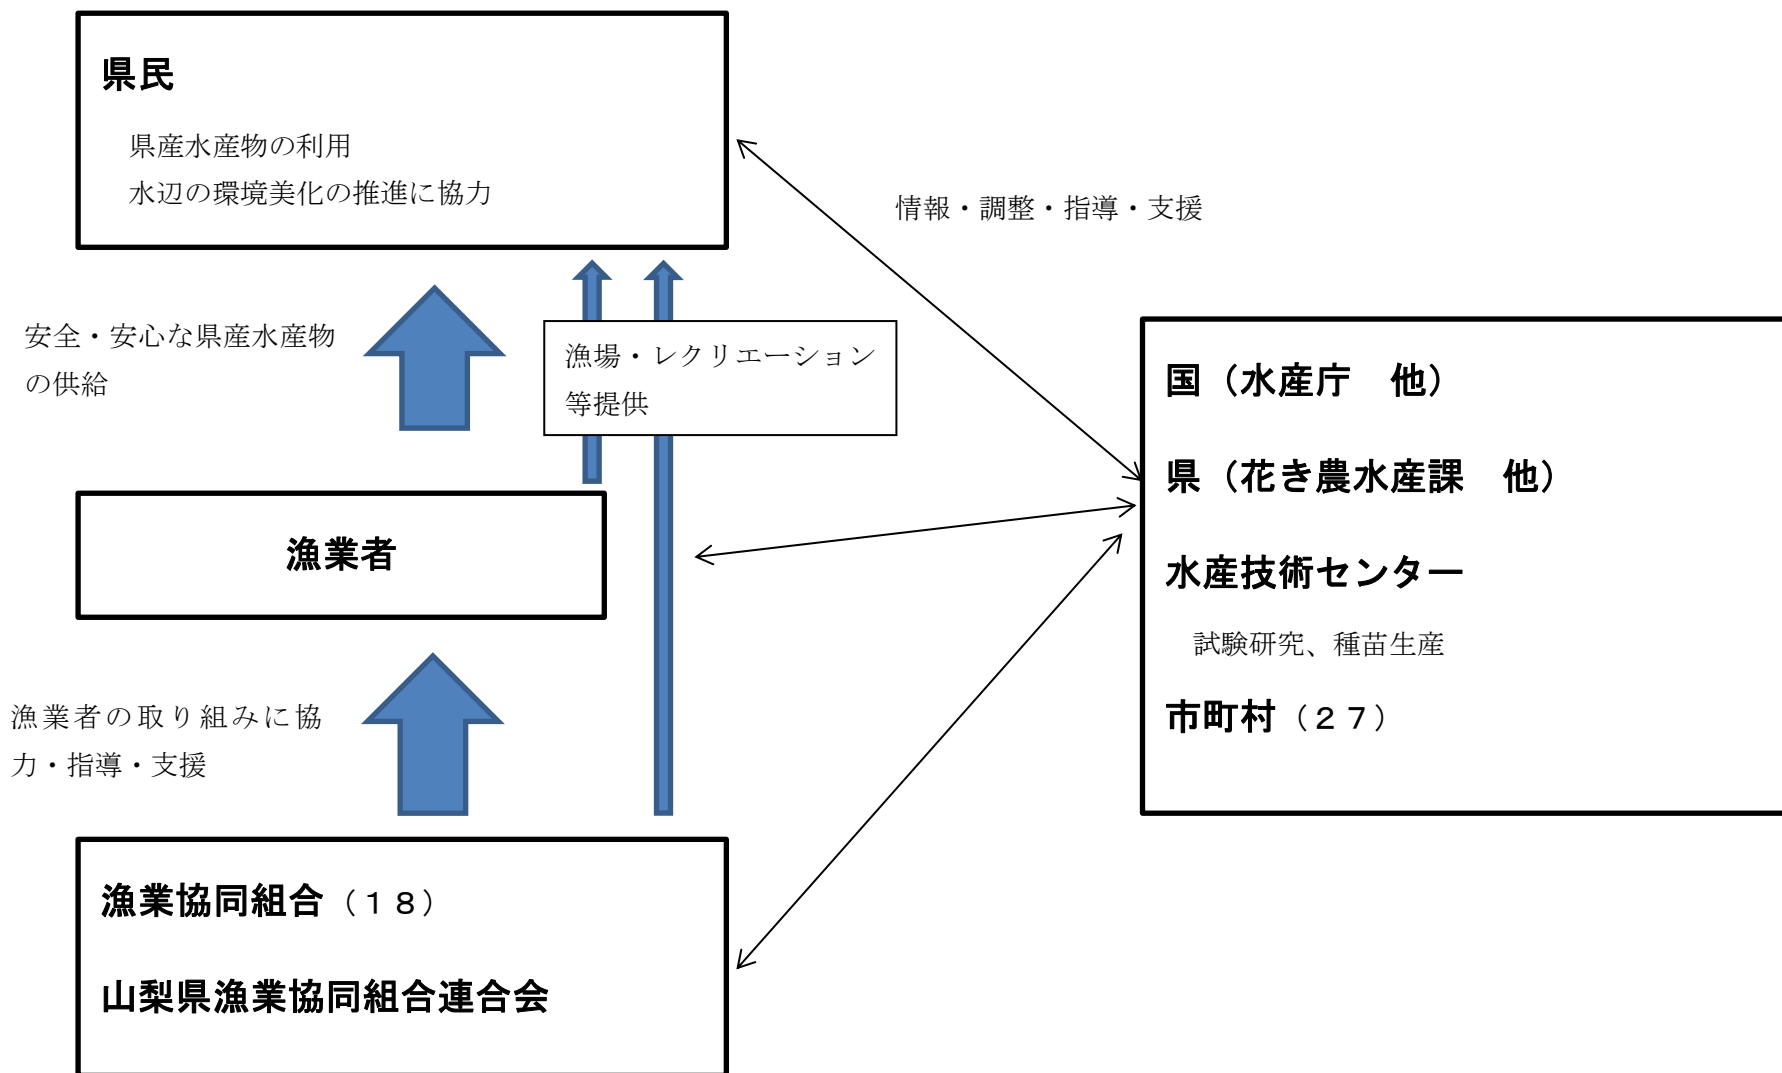 県民
県産水産物の利用
水辺の環境美化の推進に協力
情報・調整・指導・支援
安全・安心な県産水産物
の供給
漁場・レクリエーション
等提供
国（水産庁　他）
県（花き農水産課　他）
水産技術センター
試験研究、種苗生産
市町村（２７）
漁業者
漁業者の取り組みに協
力・指導・支援
漁業協同組合（１８）
山梨県漁業協同組合連合会